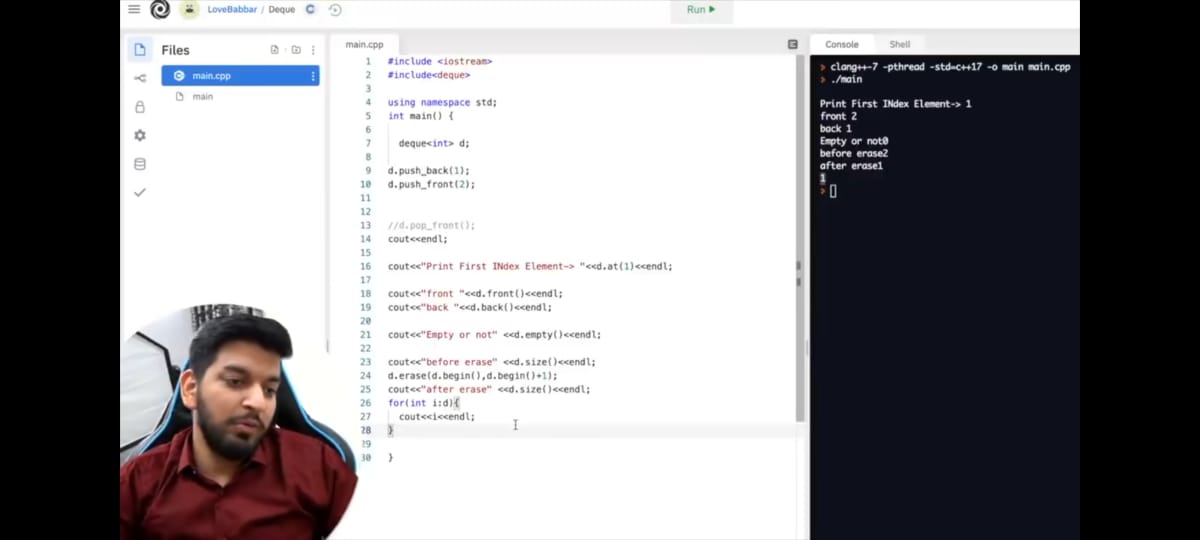 LoveBabbar / Deque
Run
Files
main.cpp
main
main.cpp
1 #include <iostream>
2 #include<deque>
3
4 using namespace std;
5 int main() {
6
7 deque<int> d;
8
9 d.push_back(1);
10 d.push_front(2);
11
12
13 //d.pop_front();
14 cout<<endl;
15
16 cout<<"Print First INdex Element-> "<<d.at(1)<<endl;
17
18 cout<<"front "<<d.front()<<endl;
19 cout<<"back "<<d.back()<<endl;
20
21 cout<<"Empty or not" <<d.empty()<<endl;
22
23 cout<<"before erase" <<d.size()<<endl;
24 d.erase(d.begin(),d.begin()+1);
25 cout<<"after erase" <<d.size()<<endl;
26 for(int i:d){
27 cout<<i<<endl;
28 }
29
30 }
Console Shell
> clang++-7 -pthread -std=c++17 -o main main.cpp
> ./main
Print First INdex Element-> 1
front 2
back 1
Empty or not0
before erase2
after erase1
1
>